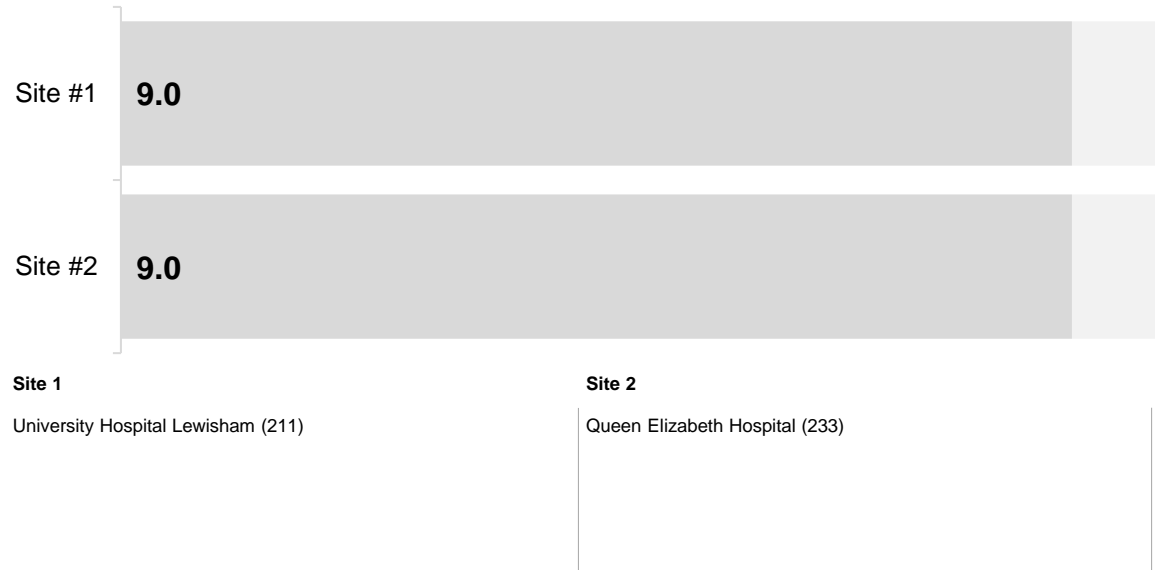 Site #1 9.0
Site #2 9.0
Site 1
University Hospital Lewisham (211)
Site 2
Queen Elizabeth Hospital (233)